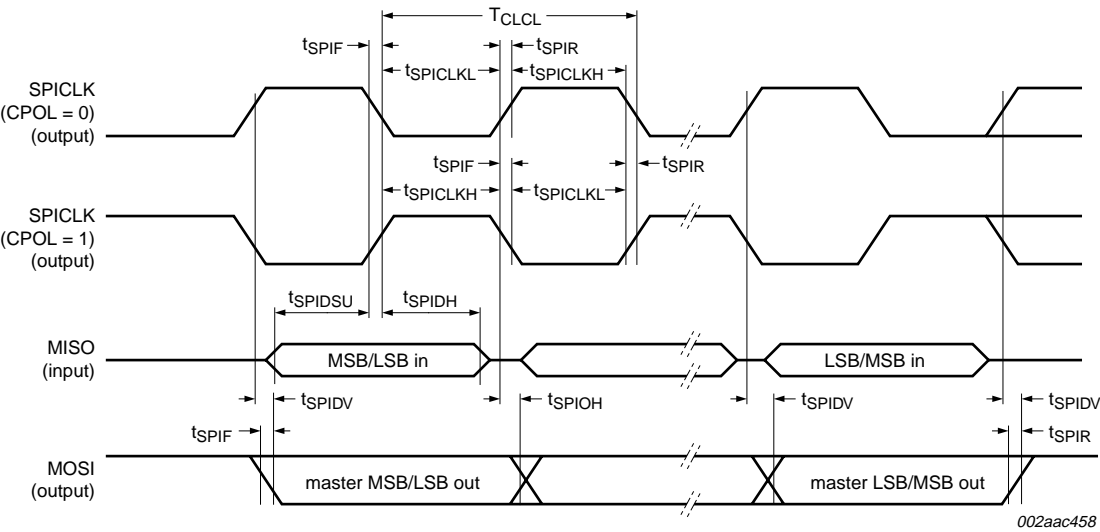 TCLCL
tSPIF
tSPIR
tSPICLKL
tSPICLKH
SPICLK
(CPOL = 0)
(output)
tSPIF
tSPIR
tSPICLKH
tSPICLKL
SPICLK
(CPOL = 1)
(output)
tSPIDSU
tSPIDH
MISO
(input)
MSB/LSB in
LSB/MSB in
tSPIDV
tSPIOH
tSPIDV
tSPIDV
tSPIF
tSPIR
MOSI
(output)
master MSB/LSB out
master LSB/MSB out
002aac458